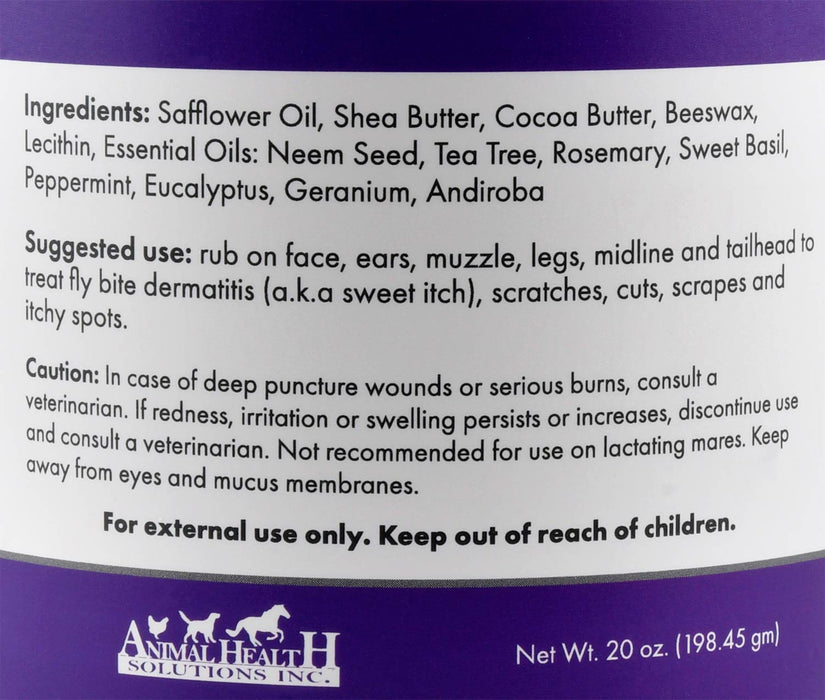 Ingredients: Safflower Oil, Shea Butter, Cocoa Butter, Beeswax,
Lecithin, Essential Oils: Neem Seed, Tea Tree, Rosemary, Sweet Basil,
Peppermint, Eucalyptus, Geranium, Andiroba
Suggested use: rub on face, ears, muzzle, legs, midline and tailhead to
treat fly bite dermatitis (a.k.a sweet itch), scratches, cuts, scrapes and
itchy spots.
Caution: In case of deep puncture wounds or serious burns, consult a
veterinarian. If redness, irritation or swelling persists or increases, discontinue use
and consult a veterinarian. Not recommended for use on lactating mares. Keep
away from eyes and mucus membranes.
For external use only. Keep out of reach of children.
ANIMAL HEALTH
SOLUTIONS INC.
Net Wt. 20 oz. (198.45 gm)